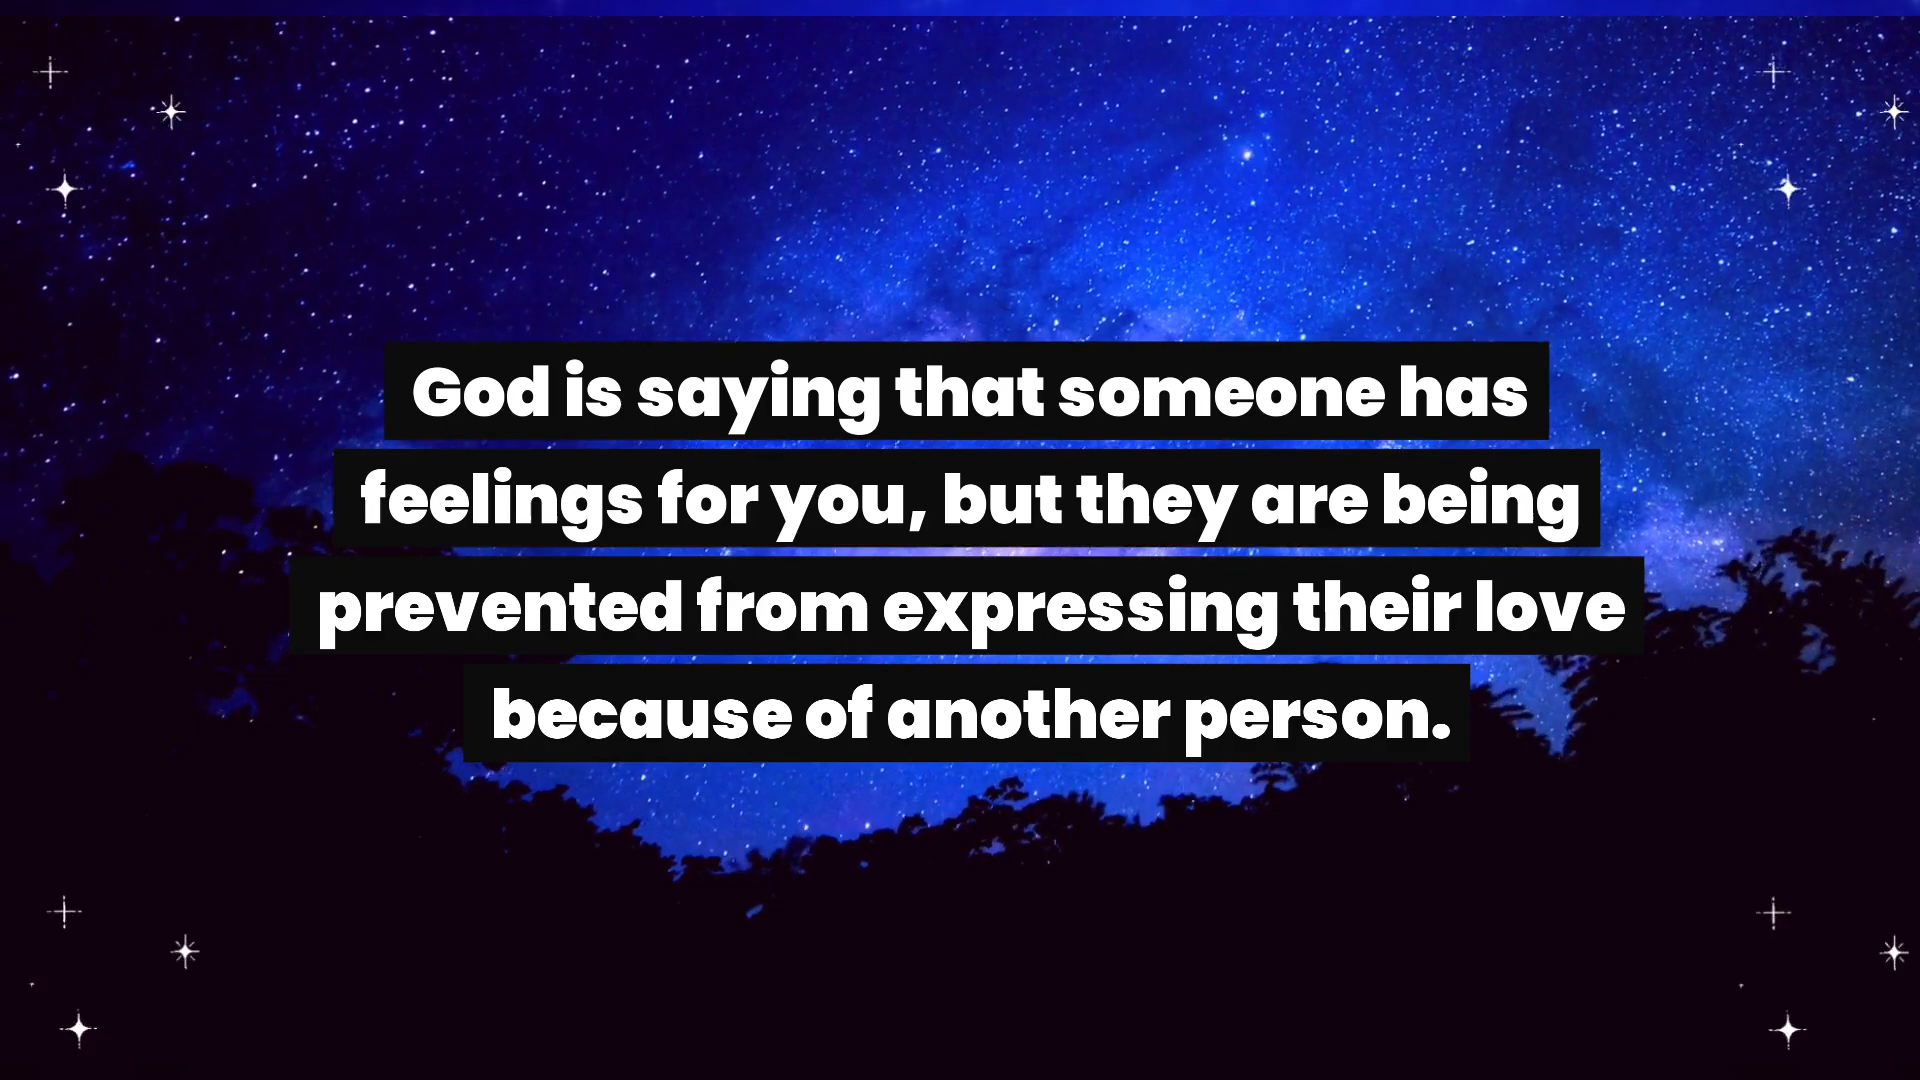 God is saying that someone has
feelings for you, but they are being
prevented from expressing their love
because of another person.